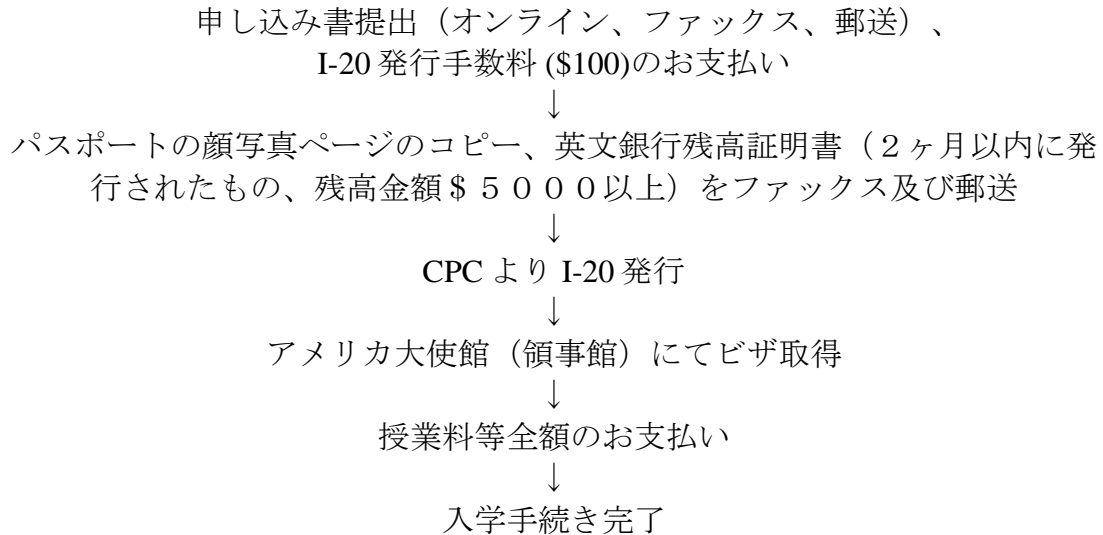 申し込み書提出（オンライン、ファックス、郵送）、
I-20 発行手数料 ($100)のお支払い
↓
パスポートの顔写真ページのコピー、英文銀行残高証明書（２ヶ月以内に発
行されたもの、残高金額＄５０００以上）をファックス及び郵送
↓
CPC より I-20 発行
↓
アメリカ大使館（領事館）にてビザ取得
↓
授業料等全額のお支払い
↓
入学手続き完了